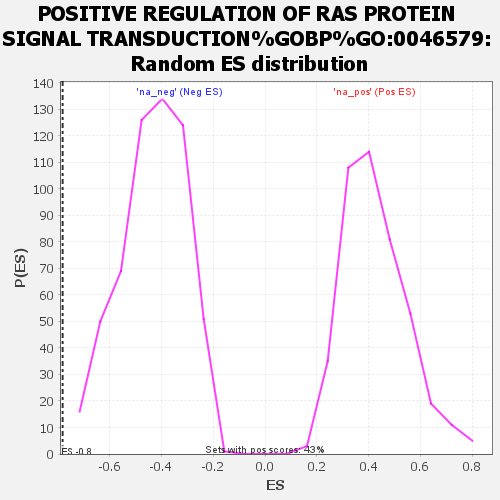 POSITIVE REGULATION OF RAS PROTEIN
SIGNAL TRANSDUCTION%GOBP%GO:0046579:
Random ES distribution
'na_neg' (Neg ES)
'na_pos' (Pos ES)
140
130
120
110
100
90
80
70
60
50
40
30
20
10
0
P(ES)
ES -0.8
Sets with pos scores: 43%
-0.6
-0.4
-0.2
0.0
0.2
0.4
0.6
0.8
ES